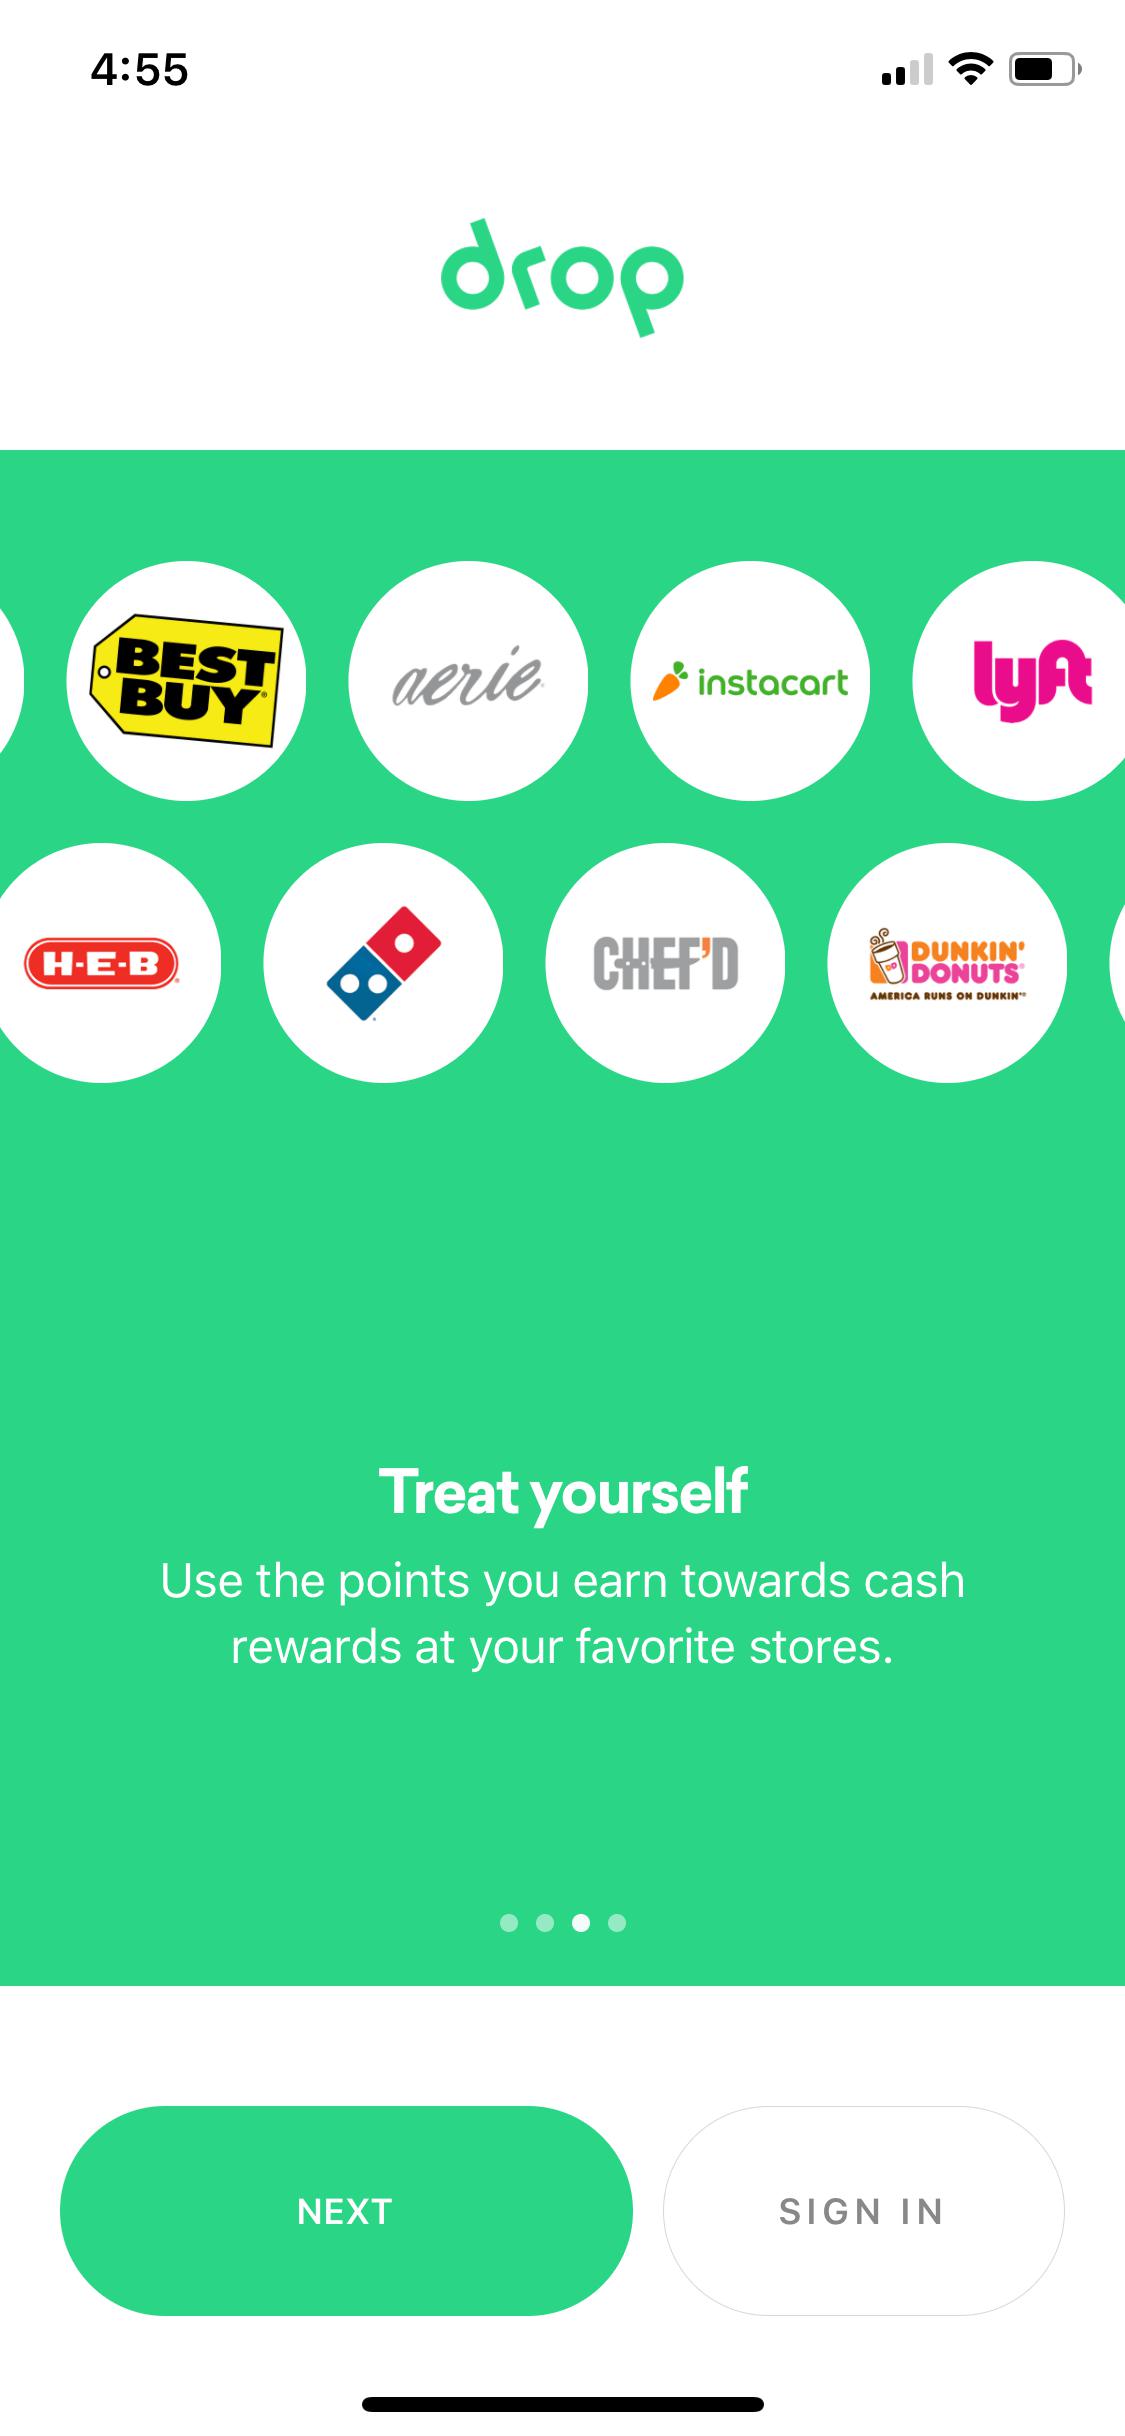 4:55
drop
BEST
BUY®
aerie
instacart
lyft
H-E-B
CHEF'D
DUNKIN'
DONUTS
DD
AMERICA RUNS ON DUNKIN'®
Treat yourself
Use the points you earn towards cash
rewards at your favorite stores.
NEXT
SIGN IN